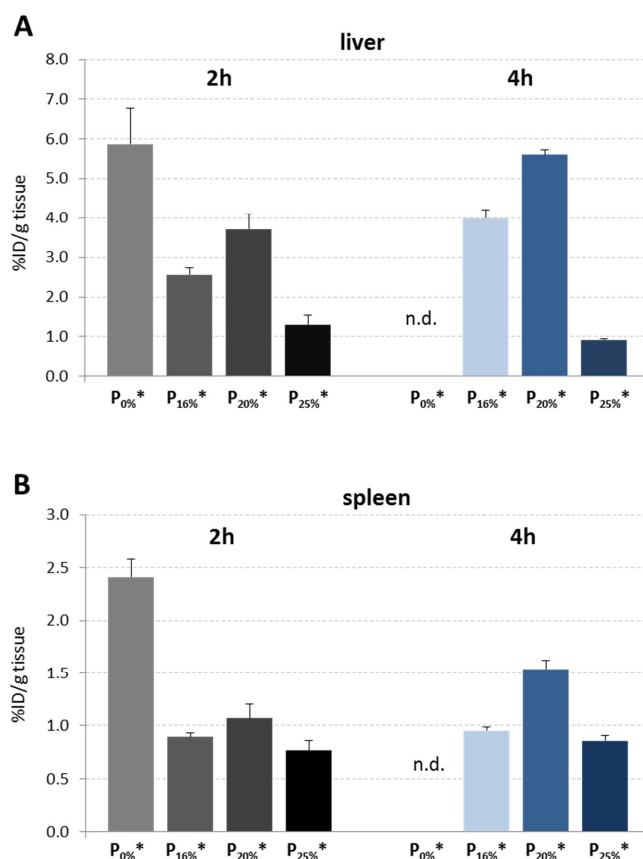 A
liver
8.0
2h
4h
7.0
6.0
5.0
4.0
3.0
2.0
1.0
0.0
%ID/g tissue
n.d.
P0%* P16%* P20%* P25%* P0%* P16%* P20%* P25%*
B
spleen
3.0
2h
4h
2.5
2.0
1.5
1.0
0.5
0.0
%ID/g tissue
n.d.
P0%* P16%* P20%* P25%* P0%* P16%* P20%* P25%*